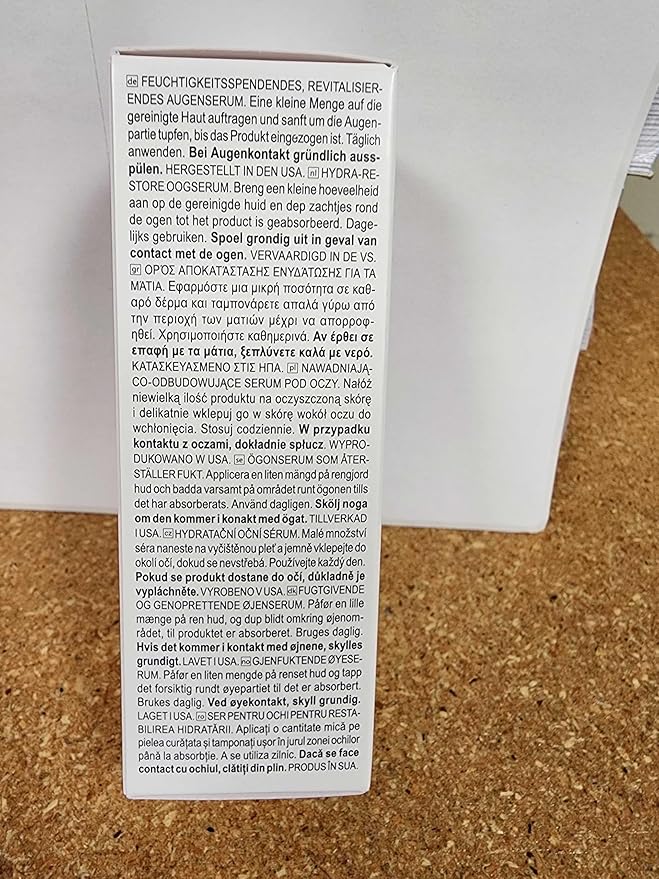 de FEUCHTIGKEITSSPENDENDES, REVITALISIER-
ENDES AUGENSERUM. Eine kleine Menge auf die
gereinigte Haut auftragen und sanft um die Augen-
partie tupfen, bis das Produkt eingezogen ist. Täglich
anwenden. Bei Augenkontakt gründlich auss-
pülen. HERGESTELLT IN DEN USA. nl HYDRA-RE-
STORE OOGSERUM. Breng een kleine hoeveelheid
aan op de gereinigde huid en dep zachtjes rond
de ogen tot het product is geabsorbeerd. Dage-
lijks gebruiken. Spoel grondig uit in geval van
contact met de ogen. VERVAARDIGD IN DE VS.
gr ΟΡΌΣ ΑΠΟΚΑΤΆΣΤΑΣΗΣ ΕΝΥΔΆΤΩΣΗΣ ΓΙΑ ΤΑ
ΜΆΤΙΑ. Εφαρμόστε μια μικρή ποσότητα σε καθ-
αρό δέρμα και ταμπονάρετε απαλά γύρω από
την περιοχή των ματιών μέχρι να απορροφ-
ηθεί. Χρησιμοποιήστε καθημερινά. Αν έρθει σε
επαφή με τα μάτια, ξεπλύνετε καλά με νερό.
ΚΑΤΑΣΚΕΥΑΣΜΕΝΟ ΣΤΙΣ ΗΠΑ. pl NAWADNIAJĄ-
CO-ODBUDOWUJĄCE SERUM POD OCZY. Nałóż
niewielką ilość produktu na oczyszczoną skórę
i delikatnie wklepuj go w skórę wokół oczu do
wchłonięcia. Stosuj codziennie. W przypadku
kontaktu z oczami, dokładnie spłucz. WYPRO-
DUKOWANO W USA. se ÖGONSERUM SOM ÅTER-
STÄLLER FUKT. Applicera en liten mängd på rengjord
hud och badda varsamt på området runt ögonen tills
det har absorberats. Använd dagligen. Skölj noga
om den kommer i konakt med ögat. TILLVERKAD
I USA. cz HYDRATAČNÍ OČNÍ SÉRUM. Malé množství
séra naneste na vyčištěnou pleť a jemně vklepejte do
okolí očí, dokud se nevstřebá. Používejte každý den.
Pokud se produkt dostane do očí, důkladně je
vypláchněte. VYROBENO V USA. dk FUGTGIVENDE
OG GENOPRETTENDE ØJENSERUM. Påfør en lille
mængde på ren hud, og dup blidt omkring øjenom-
rådet, til produktet er absorberet. Bruges daglig.
Hvis det kommer i kontakt med øjnene, skylles
grundigt. LAVET I USA. no GJENFUKTENDE ØYESE-
RUM. Påfør en liten mengde på renset hud og tapp
det forsiktig rundt øyepartiet til det er absorbert.
Brukes daglig. Ved øyekontakt, skyll grundig.
LAGET I USA. ro SER PENTRU OCHI PENTRU RESTA-
BILIREA HIDRATĂRII. Aplicați o cantitate mică pe
pielea curățată și tamponați ușor în jurul zonei ochilor
până la absorbție. A se utiliza zilnic. Dacă se face
contact cu ochiul, clătiți din plin. PRODUS ÎN SUA.